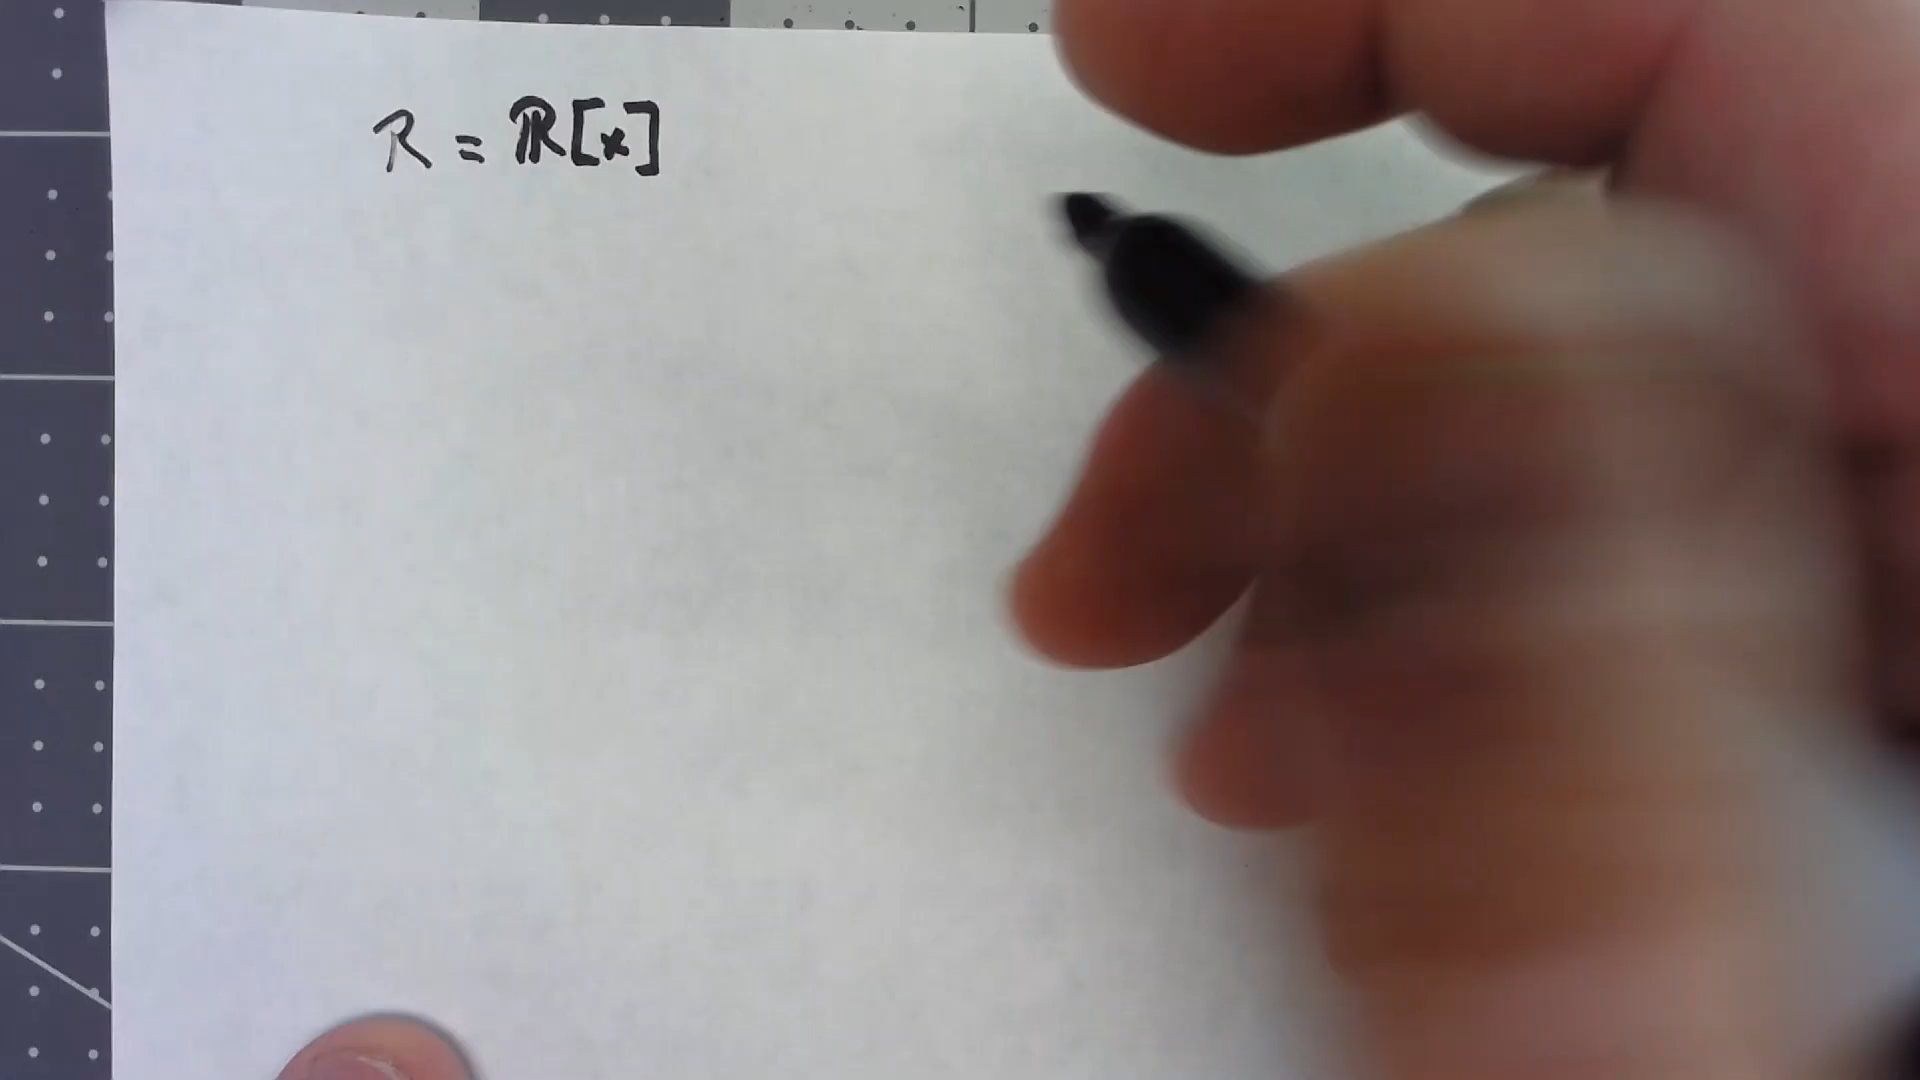 R = ℝ[x]